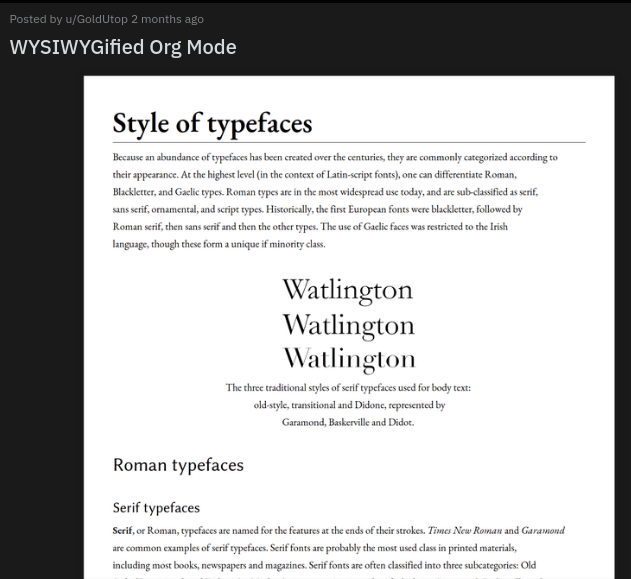 Posted by u/GoldUtop 2 months ago
WYSIWYGified Org Mode
Style of typefaces
Because an abundance of typefaces has been created over the centuries, they are commonly categorized according to
their appearance. At the highest level (in the context of Latin-script fonts), one can differentiate Roman,
Blackletter, and Gaelic types. Roman types are in the most widespread use today, and are sub-classified as serif,
sans serif, ornamental, and script types. Historically, the first European fonts were blackletter, followed by
Roman serif, then sans serif and then the other types. The use of Gaelic faces was restricted to the Irish
language, though these form a unique if minority class.
Watlington
Watlington
Watlington
The three traditional styles of serif typefaces used for body text:
old-style, transitional and Didone, represented by
Garamond, Baskerville and Didot.
Roman typefaces
Serif typefaces
Serif, or Roman, typefaces are named for the features at the ends of their strokes. Times New Roman and Garamond
are common examples of serif typefaces. Serif fonts are probably the most used class in printed materials,
including most books, newspapers and magazines. Serif fonts are often classified into three subcategories: Old